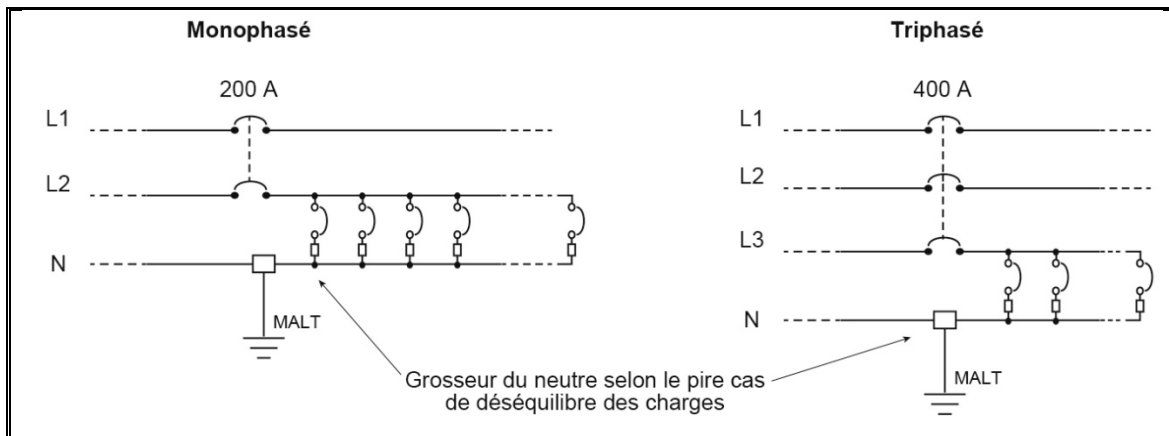 Monophasé
Triphasé
200 A
400 A
L1
L2
N
MALT
L1
L2
L3
N
MALT
Grosseur du neutre selon le pire cas
de déséquilibre des charges